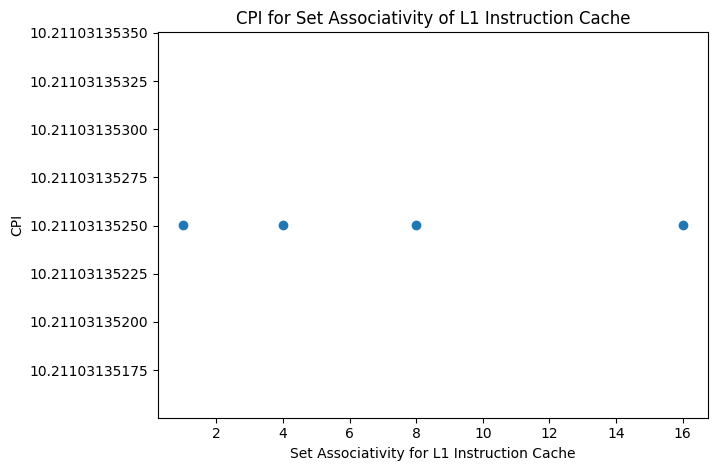 CPI for Set Associativity of L1 Instruction Cache
10.21103135350
10.21103135325
10.21103135300
10.21103135275
10.21103135250
10.21103135225
10.21103135200
10.21103135175
CPI
2 4 6 8 10 12 14 16
Set Associativity for L1 Instruction Cache